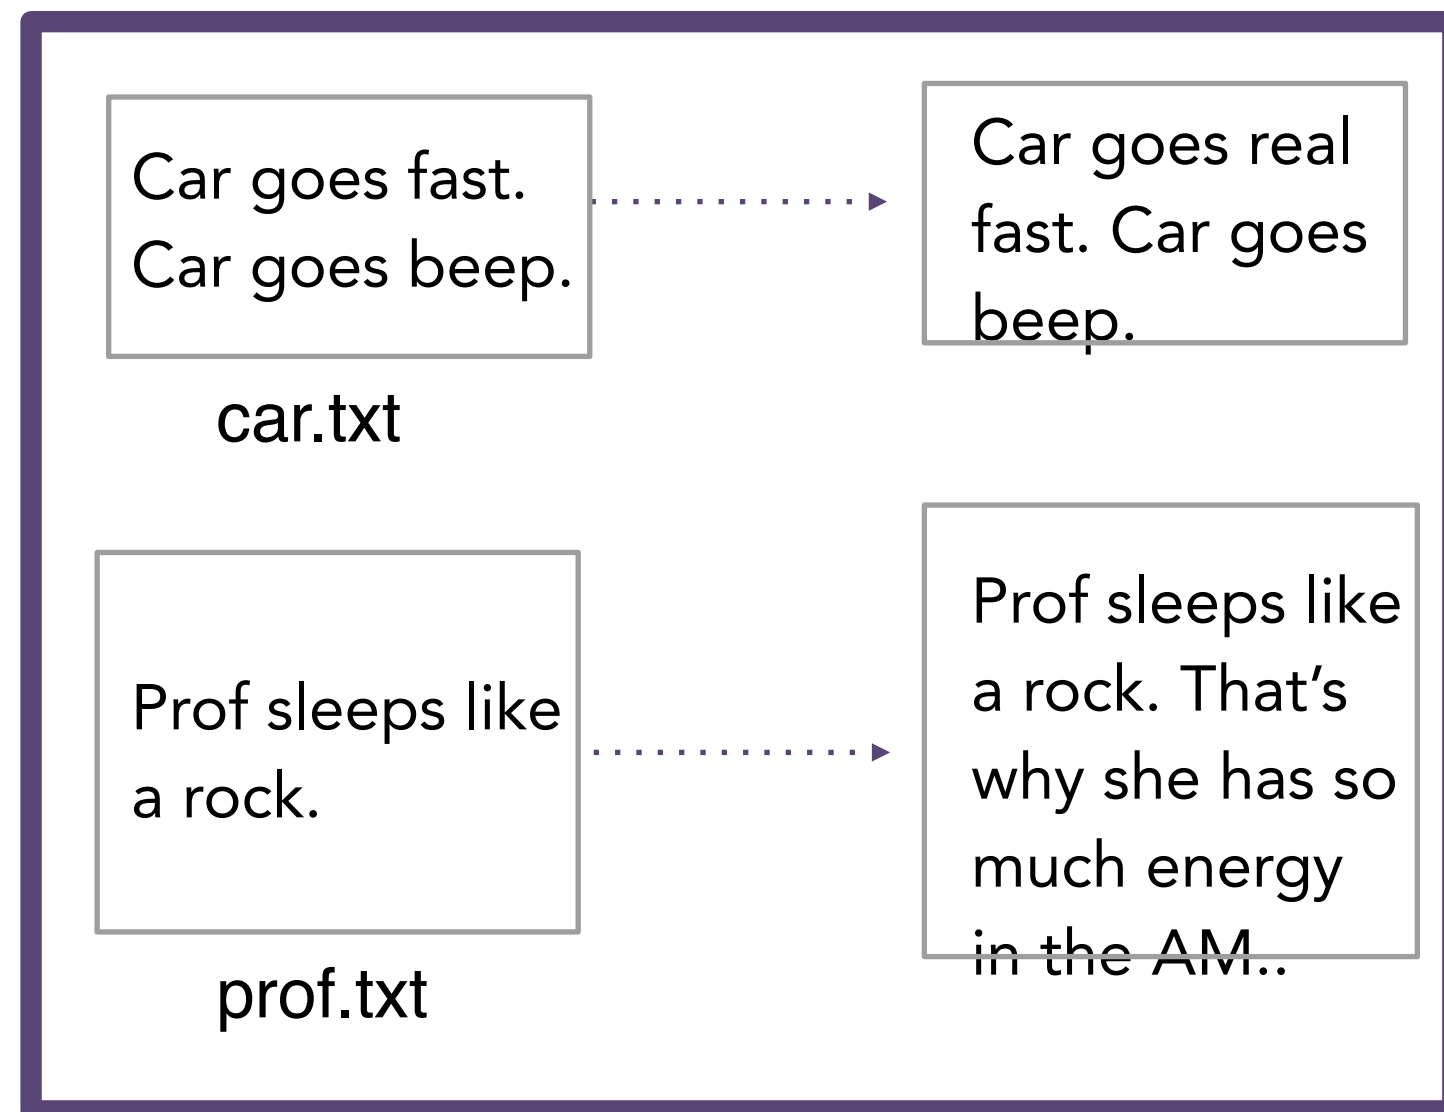 Car goes fast.
Car goes beep.
car.txt
Car goes real
fast. Car goes
beep.
Prof sleeps like
a rock.
prof.txt
Prof sleeps like
a rock. That’s
why she has so
much energy
in the AM..